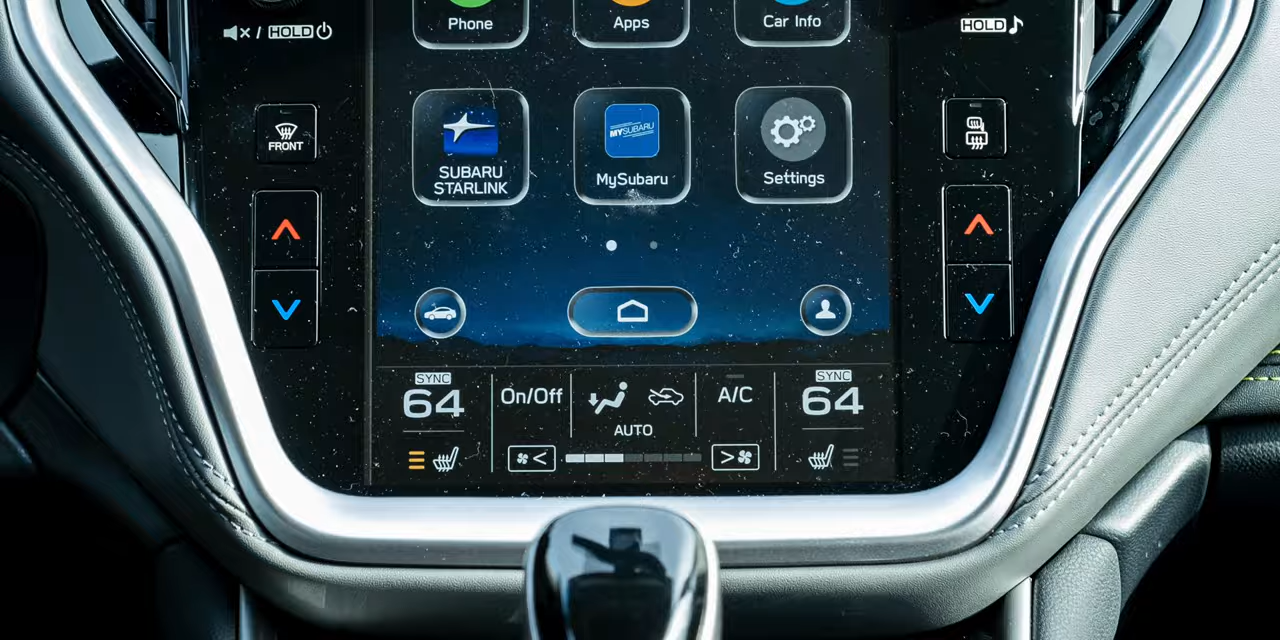 Phone
Apps
Car Info
/ HOLD
HOLD
FRONT
SUBARU
STARLINK
MYSUBARU
MySubaru
Settings
SYNC
64
On/Off
AUTO
A/C
SYNC
64